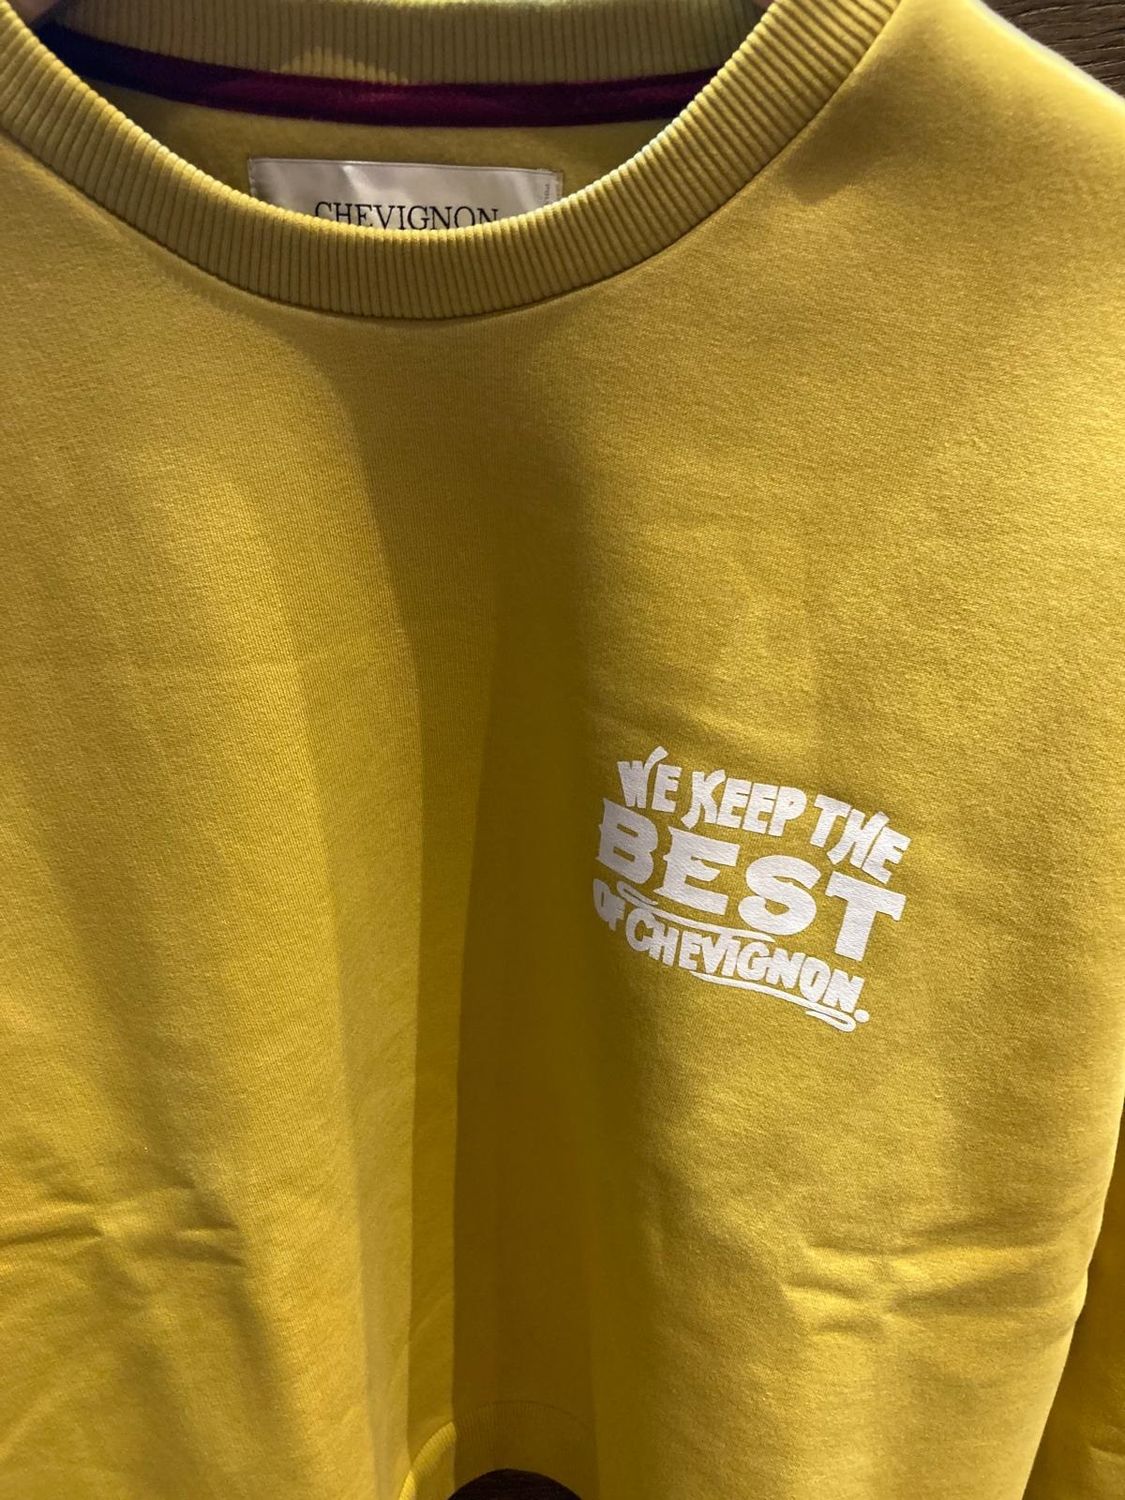 CHEVIGNON
WE KEEP THE
BEST
OF CHEVIGNON.